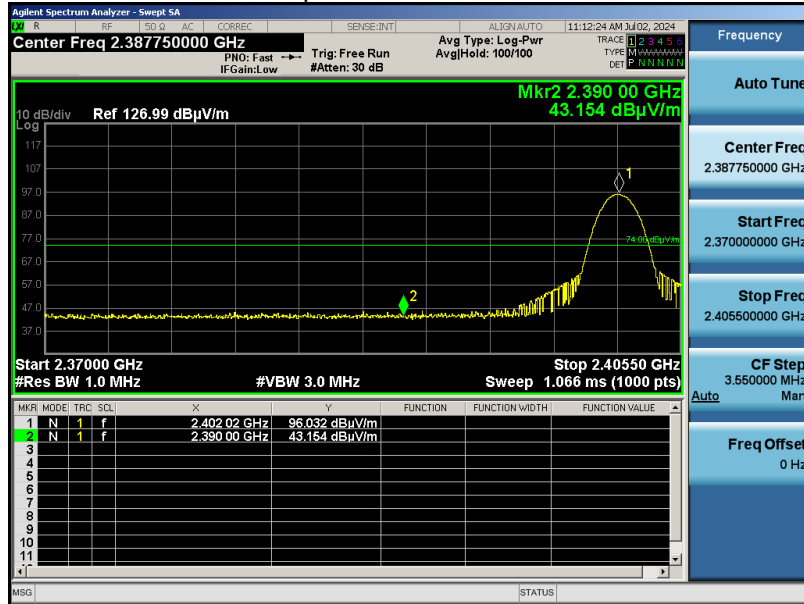 Agilent Spectrum Analyzer - Swept SA
LXI R RF 50 Ω AC CORREC SENSE:INT ALIGN AUTO 11:12:24 AM Jul 02, 2024
Center Freq 2.387750000 GHz
PNO: Fast
IFGain:Low
Trig: Free Run
#Atten: 30 dB
Avg Type: Log-Pwr
Avg|Hold: 100/100
TRACE 1 2 3 4 5 6
TYPE M
DET P N N N N N
Mkr2 2.390 00 GHz
43.154 dBµV/m
10 dB/div Ref 126.99 dBµV/m
Log
117
107
97.0
87.0
77.0
67.0
57.0
47.0
37.0
1
2
74.00 dBµV/m
Start 2.37000 GHz Stop 2.40550 GHz
#Res BW 1.0 MHz #VBW 3.0 MHz Sweep 1.066 ms (1000 pts)
MKR MODE TRC SCL X Y FUNCTION FUNCTION WIDTH FUNCTION VALUE
1 N 1 f 2.402 02 GHz 96.032 dBµV/m
2 N 1 f 2.390 00 GHz 43.154 dBµV/m
3
4
5
6
7
8
9
10
11
MSG STATUS
Frequency
Auto Tune
Center Freq
2.387750000 GHz
Start Freq
2.370000000 GHz
Stop Freq
2.405500000 GHz
CF Step
3.550000 MHz
Auto Man
Freq Offset
0 Hz